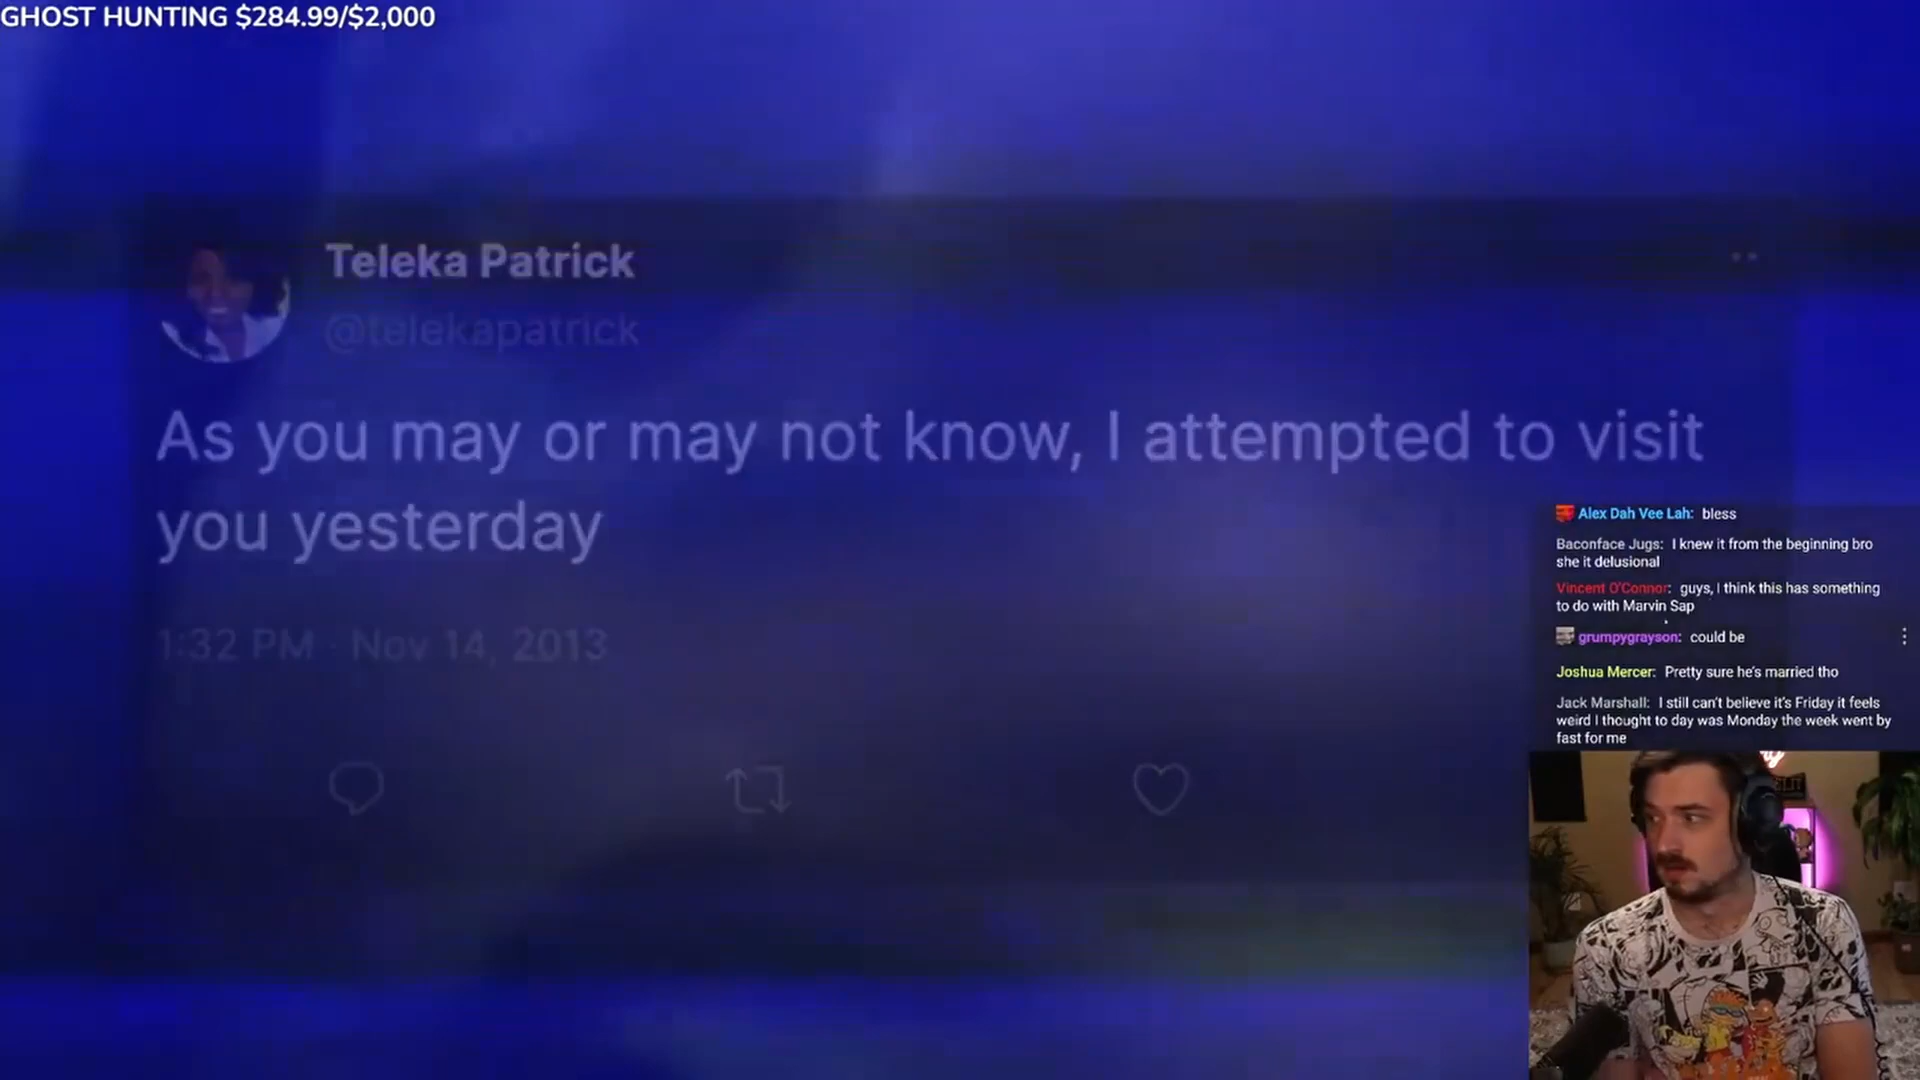 GHOST HUNTING $284.99/$2,000
Teleka Patrick
@telekapatrick
As you may or may not know, I attempted to visit
you yesterday
1:32 PM · Nov 14, 2013
Alex Dah Vee Lah: bless
Baconface Jugs: I knew it from the beginning bro
she it delusional
Vincent O'Connor: guys, I think this has something
to do with Marvin Sap
grumpygrayson: could be
Joshua Mercer: Pretty sure he's married tho
Jack Marshall: I still can't believe it's Friday it feels
weird I thought to day was Monday the week went by
fast for me